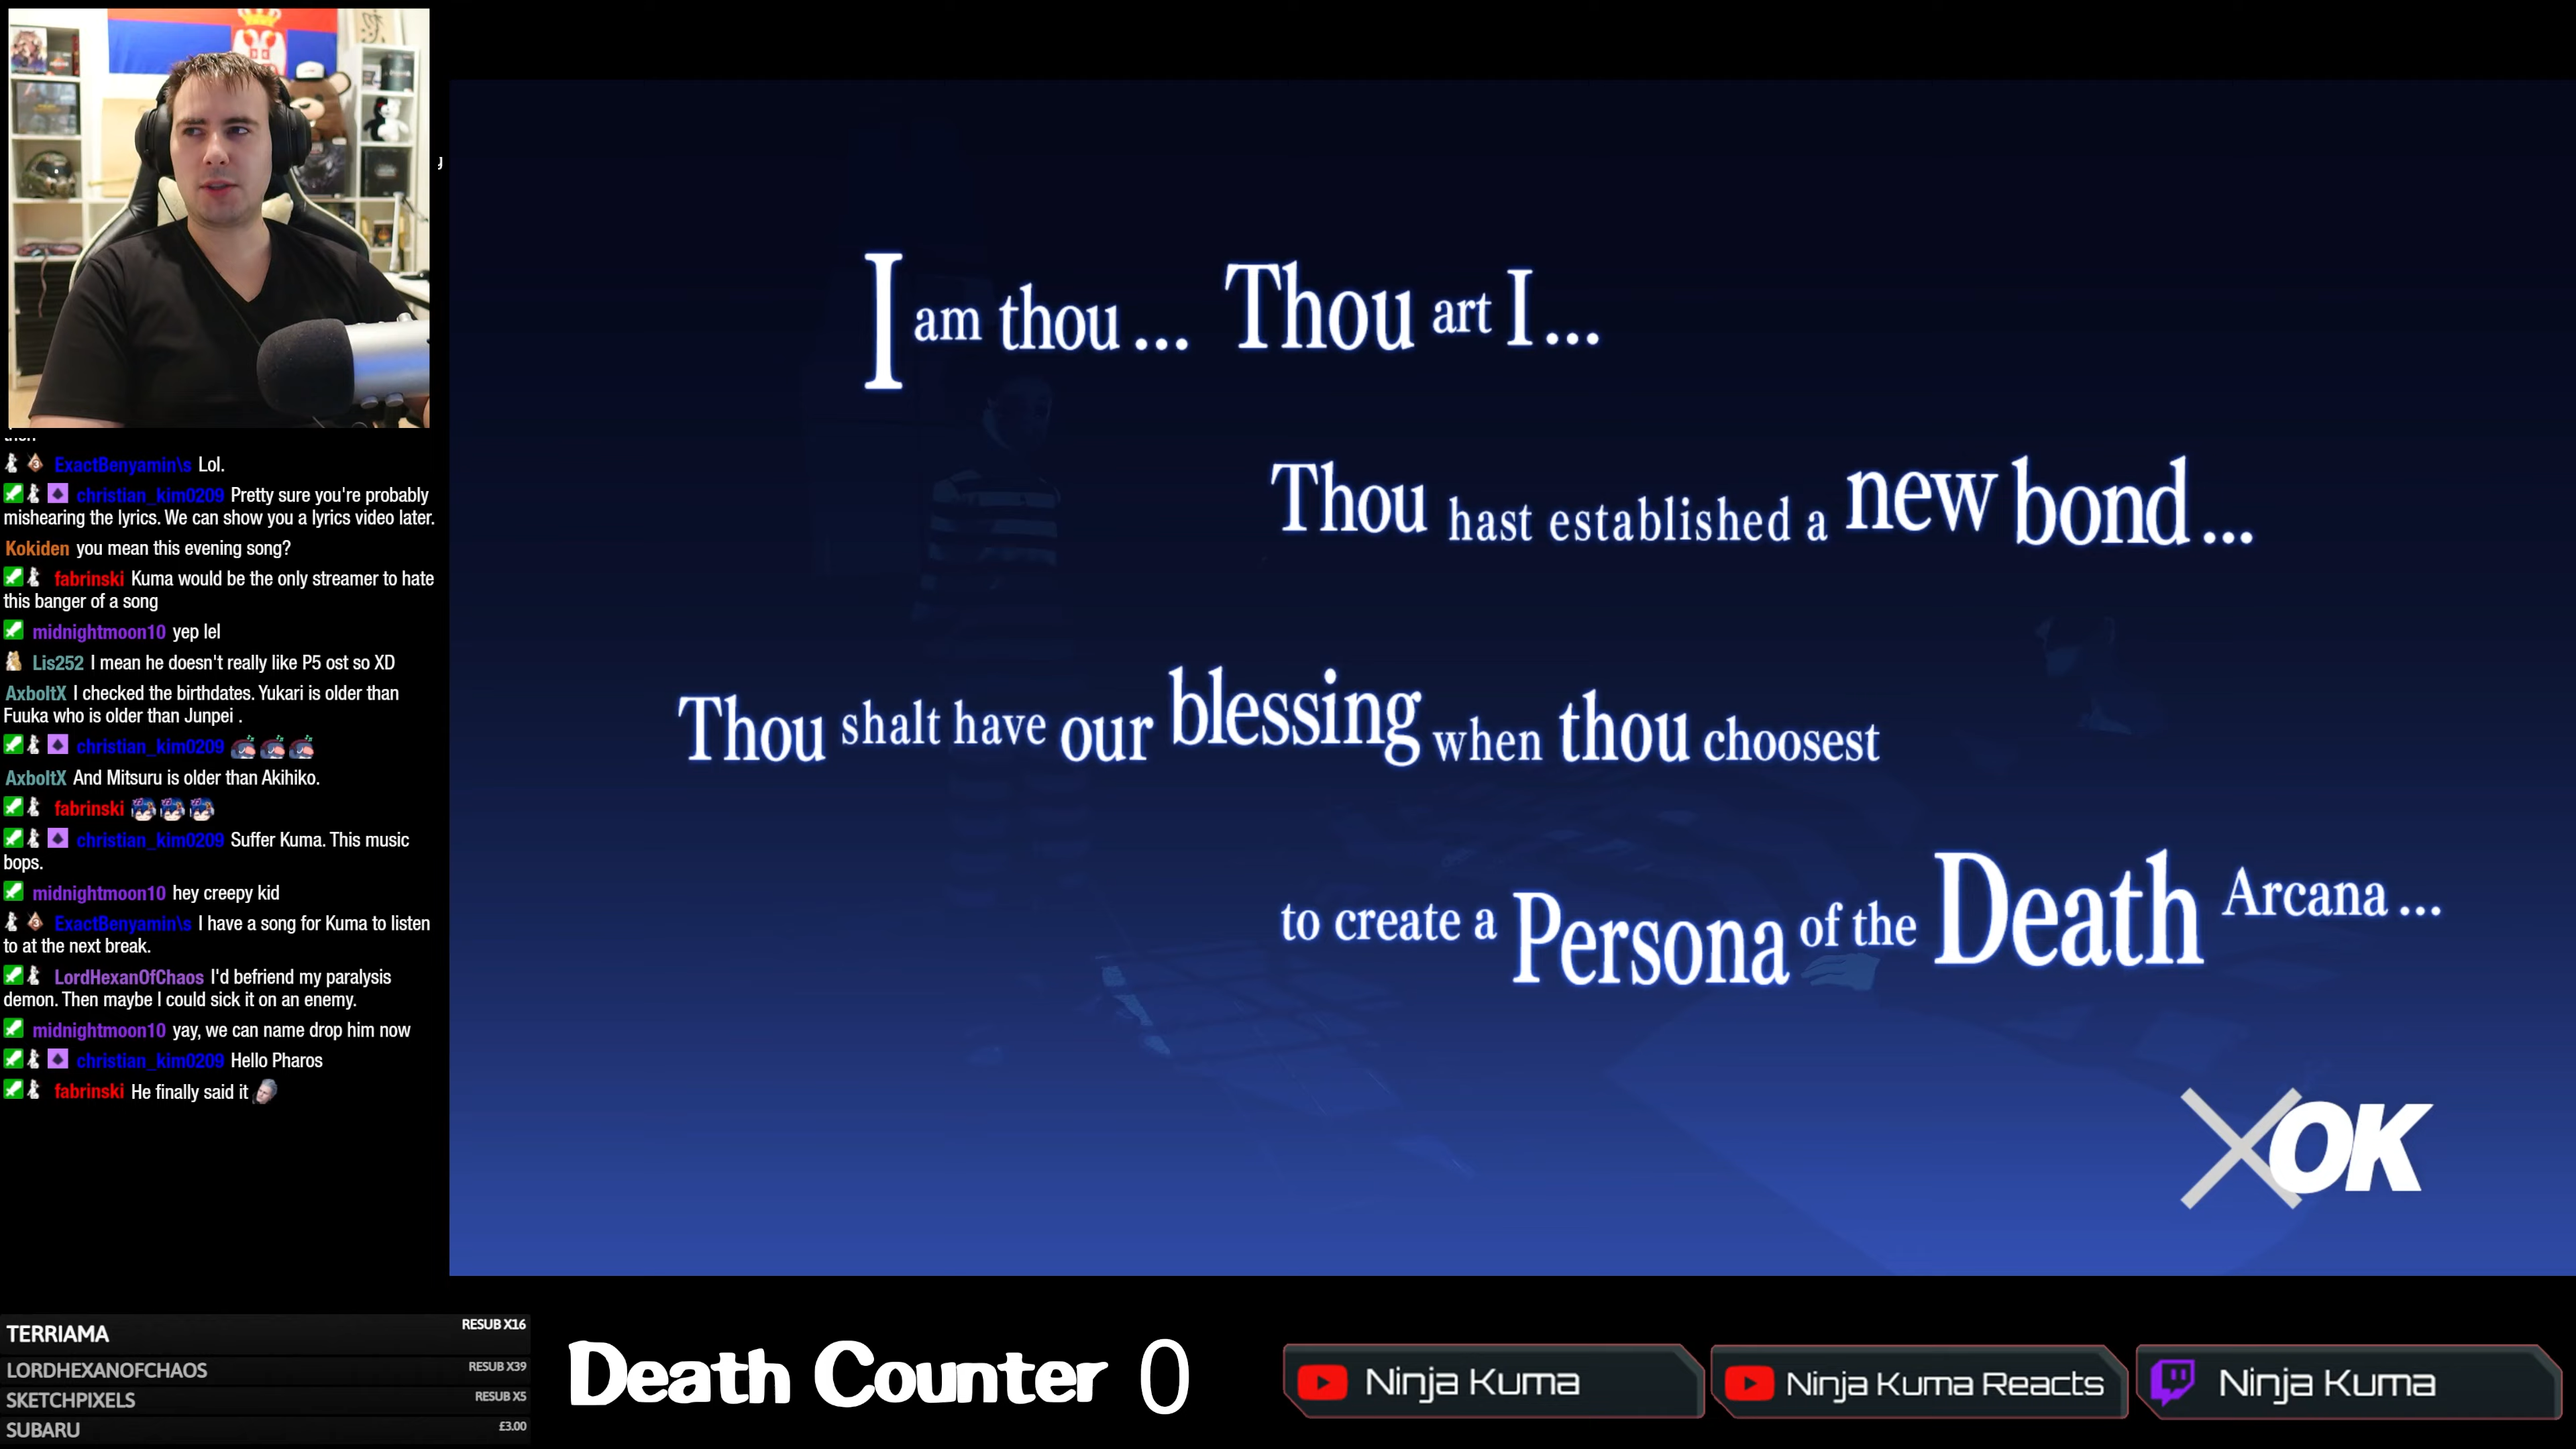 I am thou... Thou art I...
Thou hast established a new bond...
Thou shalt have our blessing when thou choosest
to create a Persona of the Death Arcana...
OK
ExactBenyamin\s Lol.
christian_kim0209 Pretty sure you're probably
mishearing the lyrics. We can show you a lyrics video later.
Kokiden you mean this evening song?
fabrinski Kuma would be the only streamer to hate
this banger of a song
midnightmoon10 yep lel
Lis252 I mean he doesn't really like P5 ost so XD
AxboltX I checked the birthdates. Yukari is older than
Fuuka who is older than Junpei .
christian_kim0209
AxboltX And Mitsuru is older than Akihiko.
fabrinski
christian_kim0209 Suffer Kuma. This music
bops.
midnightmoon10 hey creepy kid
ExactBenyamin\s I have a song for Kuma to listen
to at the next break.
LordHexanOfChaos I'd befriend my paralysis
demon. Then maybe I could sick it on an enemy.
midnightmoon10 yay, we can name drop him now
christian_kim0209 Hello Pharos
fabrinski He finally said it
TERRIAMA RESUB X16
LORDHEXANOFCHAOS RESUB X39
SKETCHPIXELS RESUB X5
SUBARU £3.00
Death Counter 0
Ninja Kuma
Ninja Kuma Reacts
Ninja Kuma